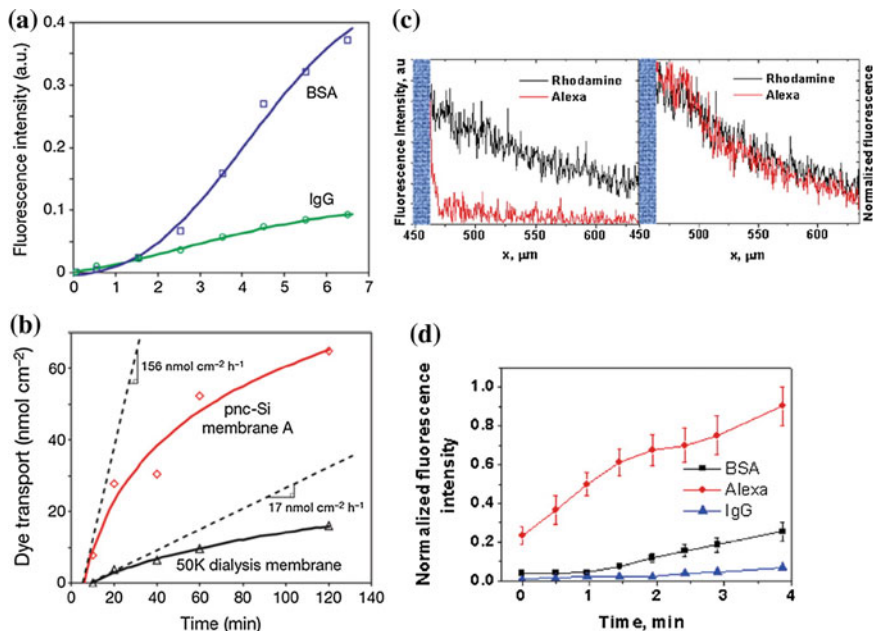 (a)
Fluorescence intensity (a.u.)
0.4
0.3
0.2
0.1
0
BSA
IgG
0 1 2 3 4 5 6 7
(b)
Dye transport (nmol cm⁻²)
60
40
20
0
156 nmol cm⁻² h⁻¹
pnc-Si
membrane A
17 nmol cm⁻² h⁻¹
50K dialysis membrane
0 20 40 60 80 100 120 140
Time (min)
(c)
Fluorescence Intensity, au
Rhodamine
Alexa
450 500 550 600
x, μm
Rhodamine
Alexa
450 500 550 600
x, μm
Normalized fluorescence
(d)
Normalized fluorescence
intensity
1.0
0.8
0.6
0.4
0.2
0.0
BSA
Alexa
IgG
0 1 2 3 4
Time, min